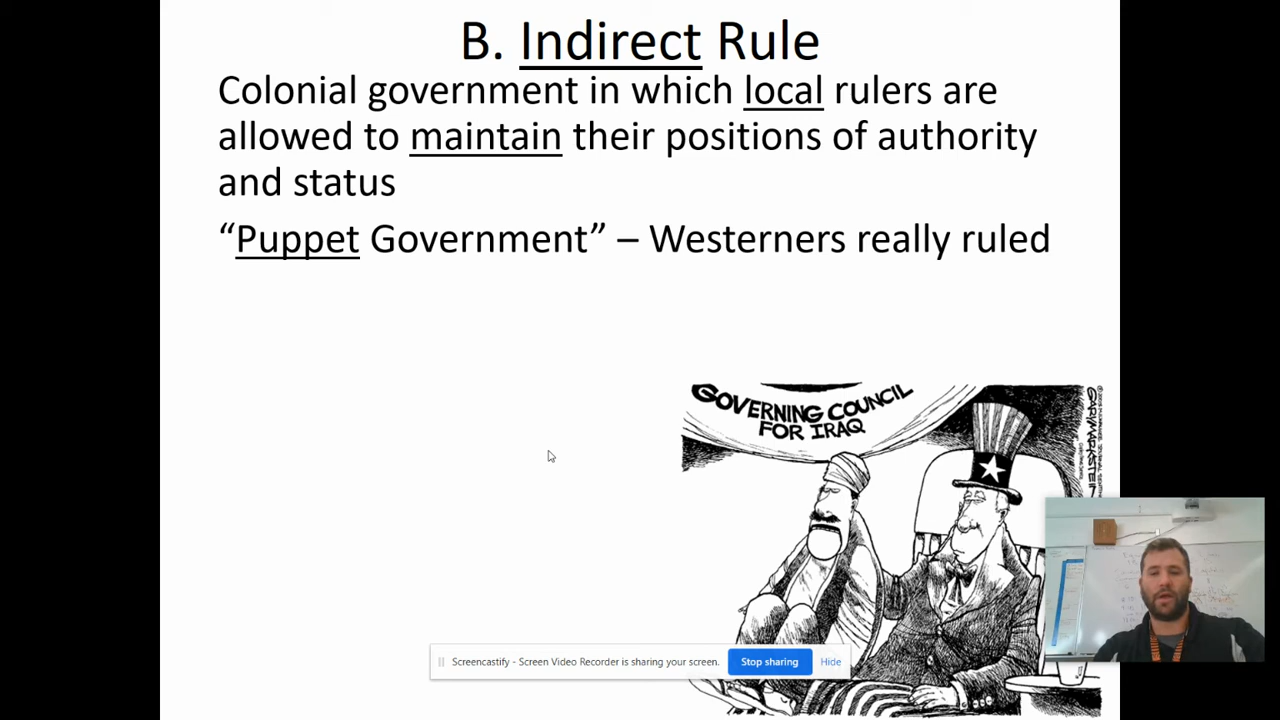 B. Indirect Rule
Colonial government in which local rulers are
allowed to maintain their positions of authority
and status
“Puppet Government” – Westerners really ruled
GOVERNING COUNCIL
FOR IRAQ
Screencastify - Screen Video Recorder is sharing your screen.
Stop sharing
Hide